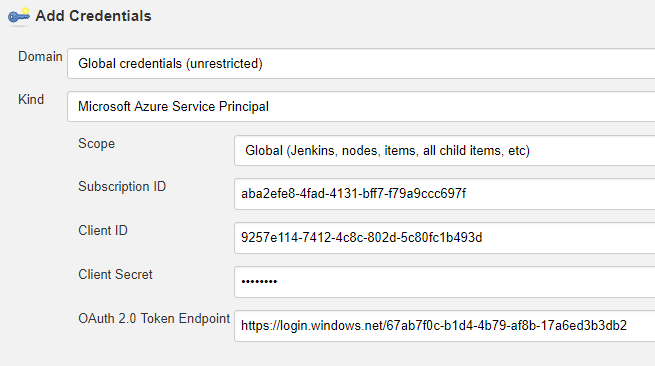 Add Credentials
Domain
Global credentials (unrestricted)
Kind
Microsoft Azure Service Principal
Scope
Global (Jenkins, nodes, items, all child items, etc)
Subscription ID
aba2efe8-4fad-4131-bff7-f79a9ccc697f
Client ID
9257e114-7412-4c8c-802d-5c80fc1b493d
Client Secret
••••••••
OAuth 2.0 Token Endpoint
https://login.windows.net/67ab7f0c-b1d4-4b79-af8b-17a6ed3b3db2